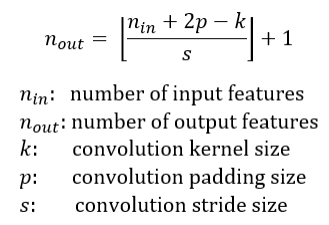 n_out = ⌊(n_in + 2p − k) / s⌋ + 1
n_in: number of input features
n_out: number of output features
k: convolution kernel size
p: convolution padding size
s: convolution stride size